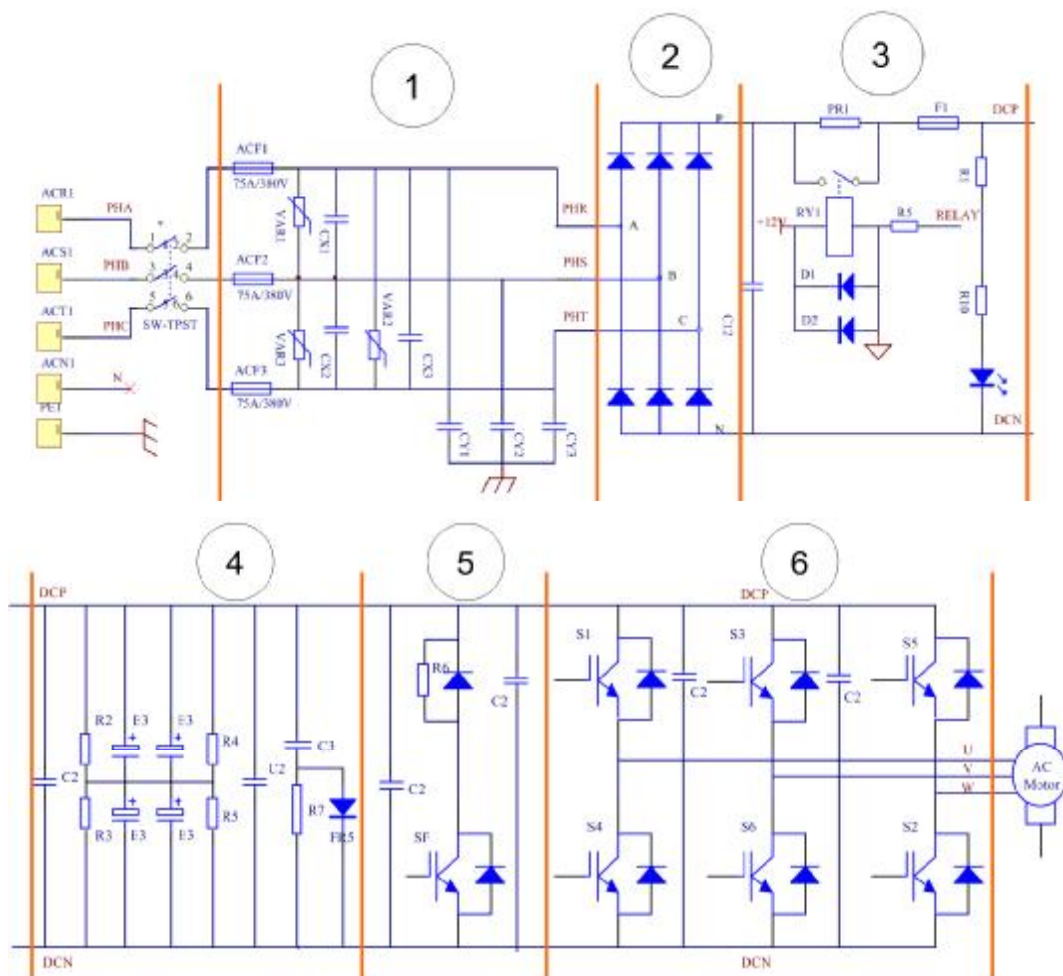 1
2
3
ACR1
PHA
ACS1
PHB
ACT1
PHC
ACN1
N
PE1
1 2
3 4
5 6
SW-TPST
ACF1
75A/380V
ACF2
75A/380V
ACF3
75A/380V
VAR1
CX1
VAR3
CX2
VAR2
CX3
CY1
CY2
CY3
PHR
PHS
PHT
A
B
C
P
N
C12
PR1
F1
DCP
+12V
RY1
R5
RELAY
D1
D2
R10
DCN
4
5
6
DCP
C2
R2
E3
E3
R4
R3
E3
E3
R5
U2
C3
R7
FR5
DCN
C2
R6
SF
C2
DCP
S1
C2
S3
C2
S5
S4
S6
S2
U
V
W
AC
Motor
DCN